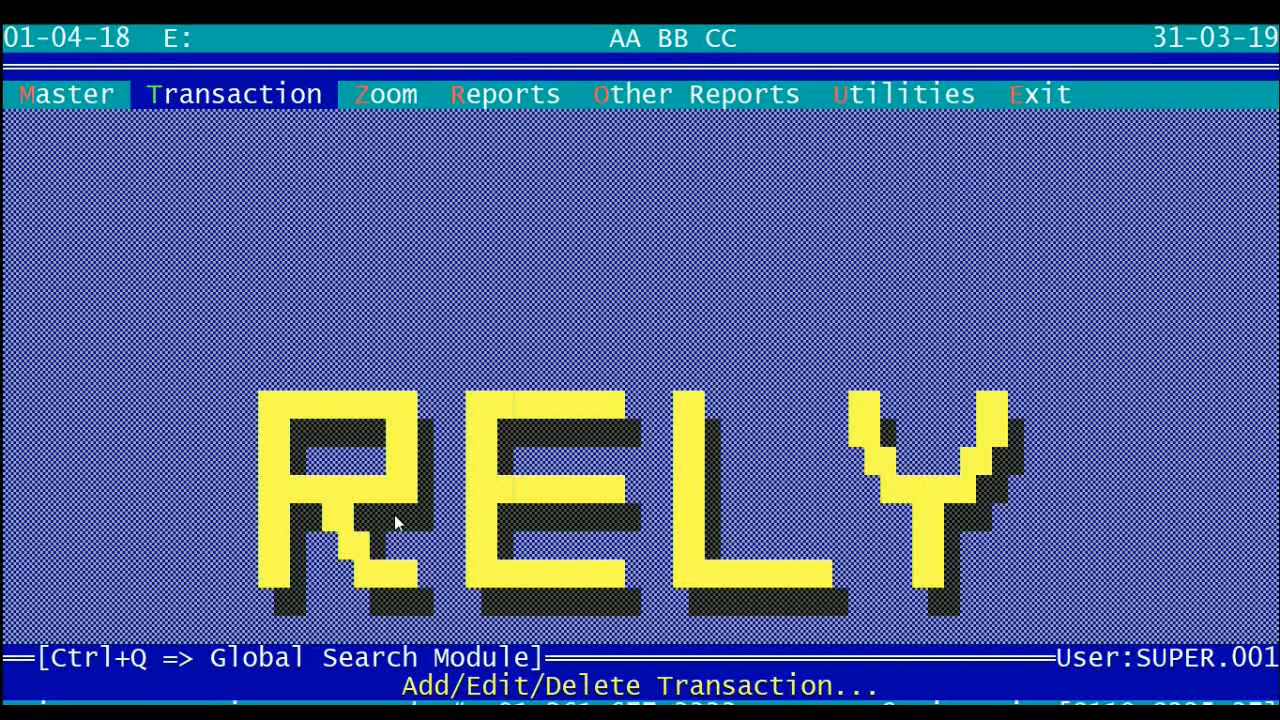 01-04-18 E: AA BB CC 31-03-19
Master Transaction Zoom Reports Other Reports Utilities Exit
RELY
[Ctrl+Q => Global Search Module] User:SUPER.001
Add/Edit/Delete Transaction...